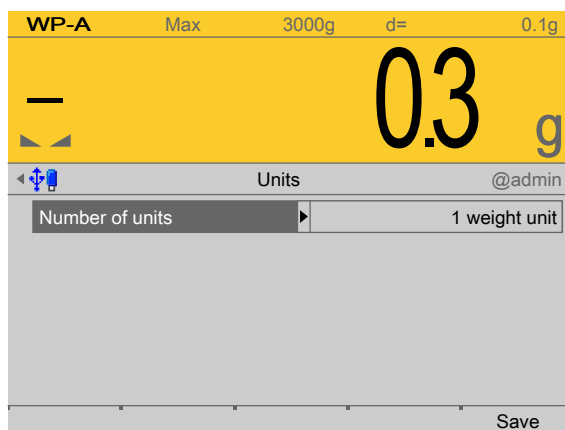 WP-A Max 3000g d= 0.1g
– 0.3 g
Units @admin
Number of units 1 weight unit
Save